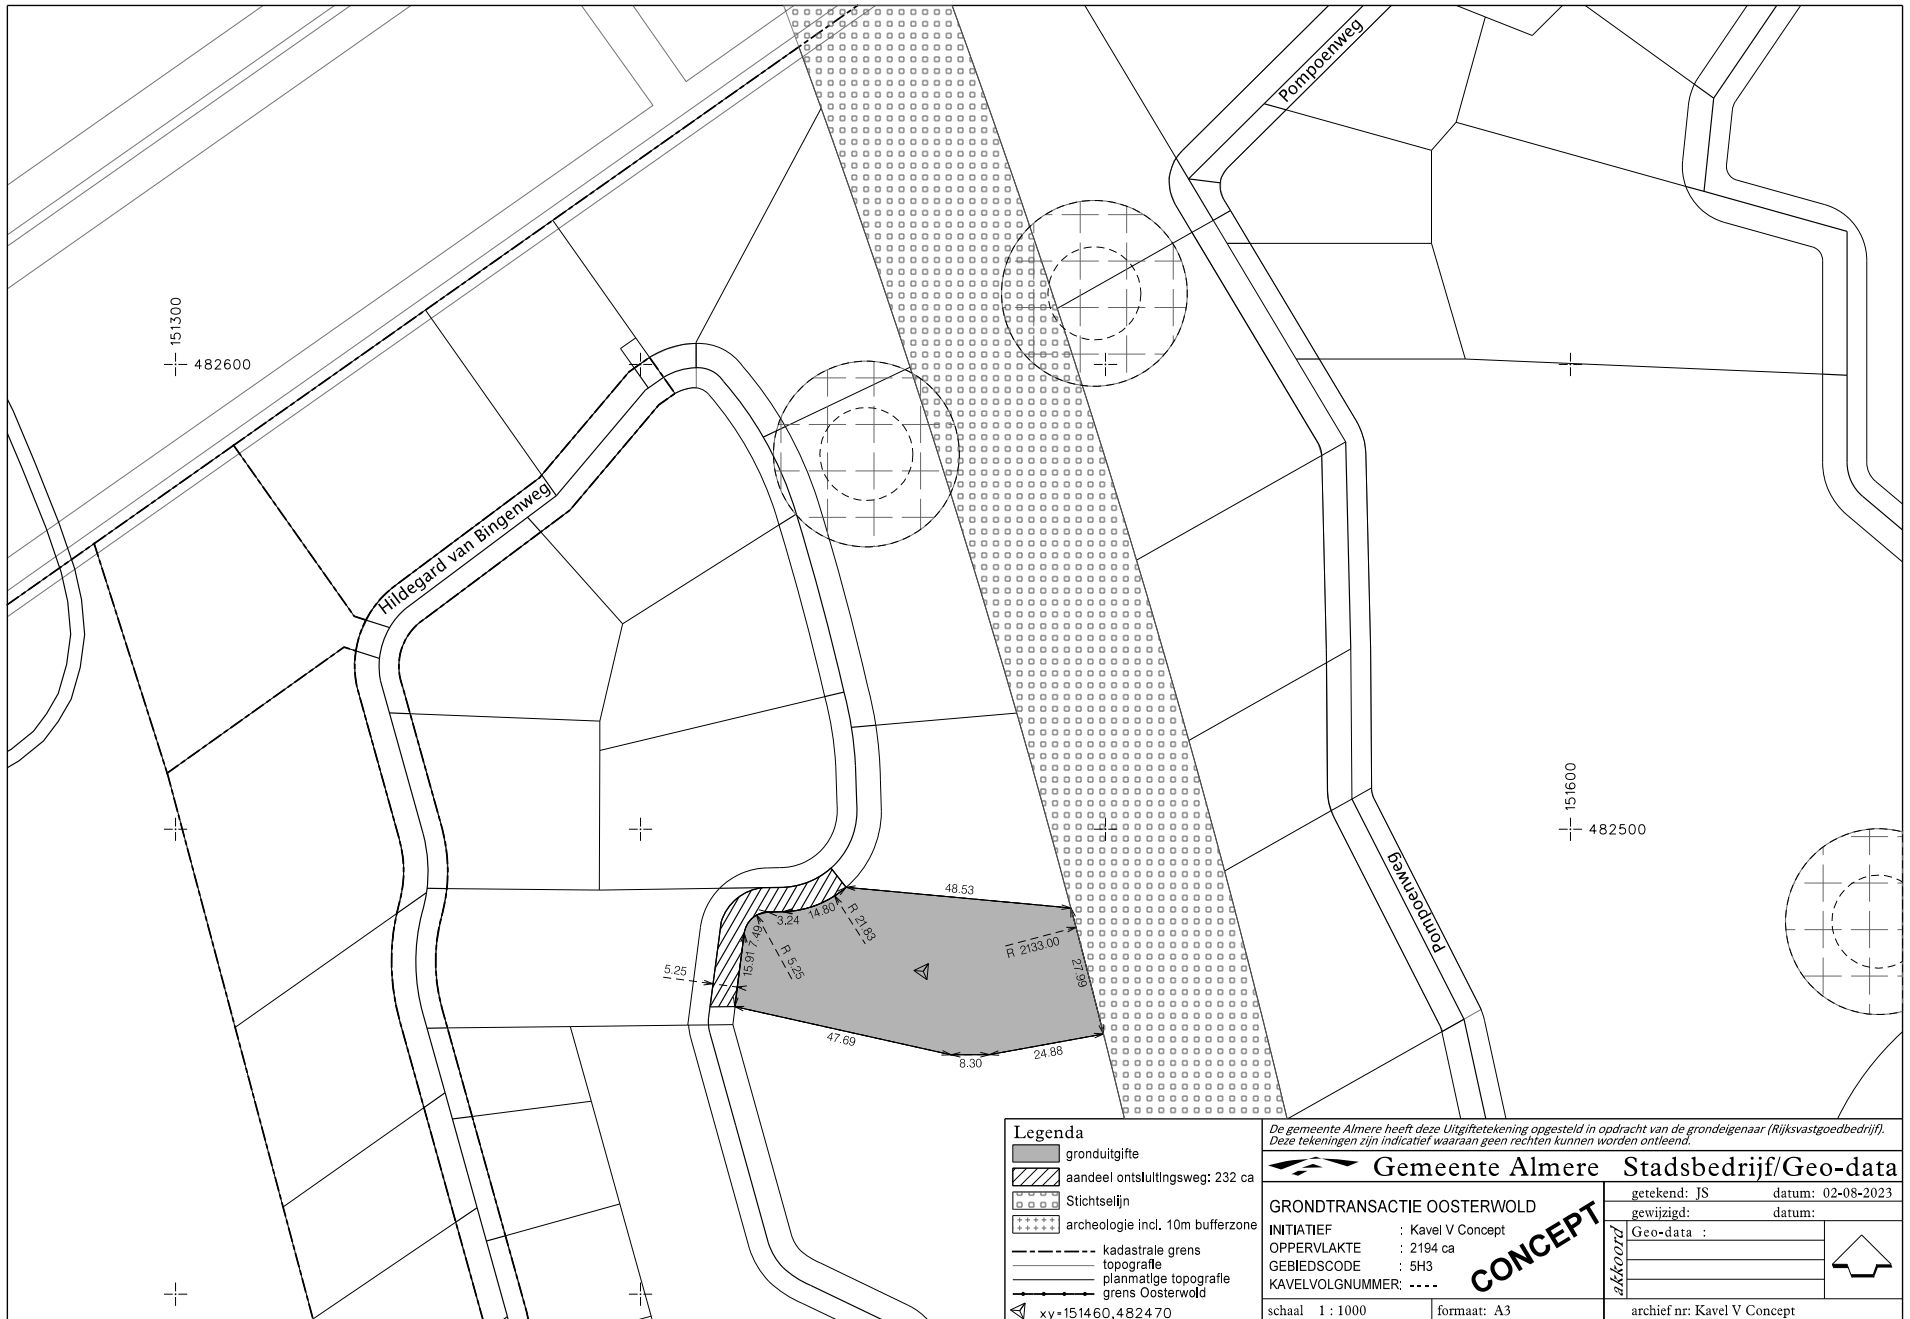 Pompoenweg
151300
482600
Hildegard van Bingenweg
151600
482500
Pompoenweg
48.53
3.24
14.80
R 21.83
7.49
R 5.25
15.91
5.25
R 2133.00
27.99
47.69
8.30
24.88
Legenda
gronduitgifte
aandeel ontsluitingsweg: 232 ca
Stichtselijn
archeologie incl. 10m bufferzone
kadastrale grens
topografie
planmatige topografie
grens Oosterwold
xy=151460,482470
De gemeente Almere heeft deze Uitgiftetekening opgesteld in opdracht van de grondeigenaar (Rijksvastgoedbedrijf).
Deze tekeningen zijn indicatief waaraan geen rechten kunnen worden ontleend.
Gemeente Almere Stadsbedrijf/Geo-data
GRONDTRANSACTIE OOSTERWOLD
INITIATIEF : Kavel V Concept
OPPERVLAKTE : 2194 ca
GEBIEDSCODE : 5H3
KAVELVOLGNUMMER: ----
CONCEPT
schaal 1 : 1000
formaat: A3
getekend: JS datum: 02-08-2023
gewijzigd: datum:
akkoord
Geo-data :
archief nr: Kavel V Concept